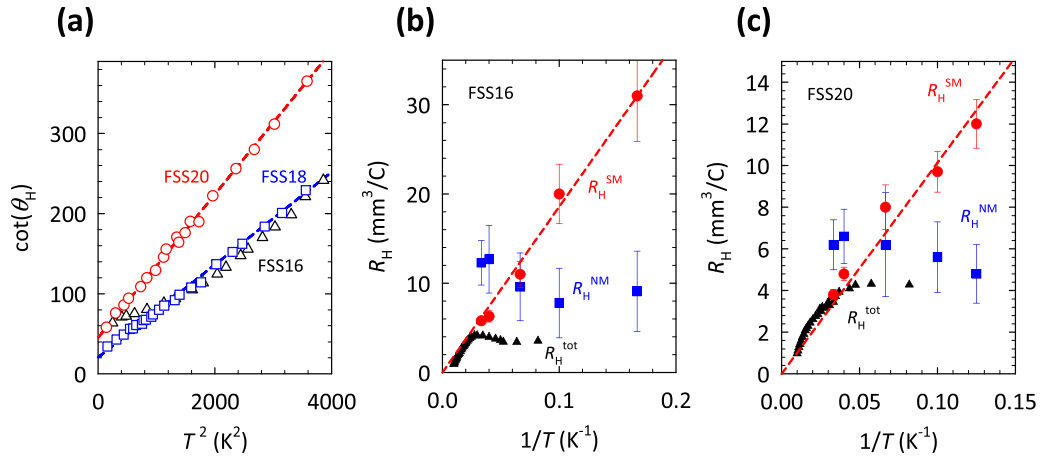 (a)
cot(θH)
300
200
100
0
FSS20
FSS18
FSS16
0
2000
4000
T 2 (K2)
(b)
RH (mm3/C)
30
20
10
0
FSS16
RHSM
RHNM
RHtot
0.0
0.1
0.2
1/T (K-1)
(c)
RH (mm3/C)
14
12
10
8
6
4
2
0
FSS20
RHSM
RHNM
RHtot
0.00
0.05
0.10
0.15
1/T (K-1)